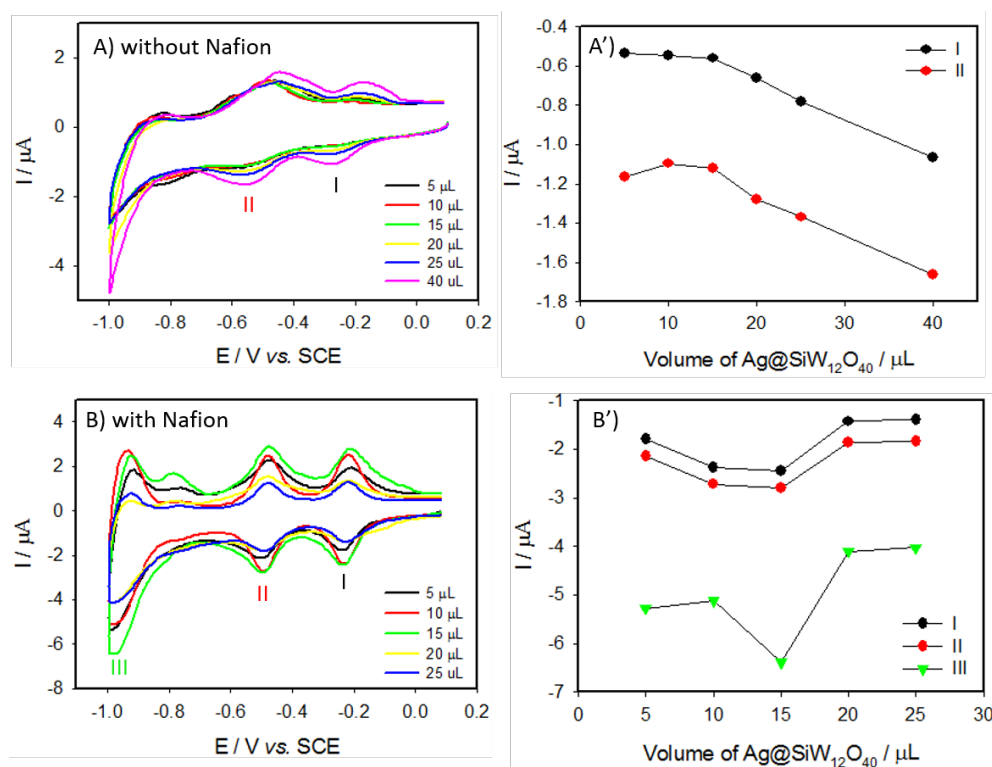 A) without Nafion
2
0
-2
-4
I / μA
-1.0 -0.8 -0.6 -0.4 -0.2 0.0 0.2
E / V vs. SCE
I
II
5 μL
10 μL
15 μL
20 μL
25 uL
40 uL
A')
-0.4
-0.6
-0.8
-1.0
-1.2
-1.4
-1.6
-1.8
I / μA
0 10 20 30 40
Volume of Ag@SiW₁₂O₄₀ / μL
I
II
B) with Nafion
4
2
0
-2
-4
-6
-8
I / μA
-1.0 -0.8 -0.6 -0.4 -0.2 0.0 0.2
E / V vs. SCE
I
II
III
5 μL
10 μL
15 μL
20 μL
25 uL
B')
-1
-2
-3
-4
-5
-6
-7
I / μA
0 5 10 15 20 25 30
Volume of Ag@SiW₁₂O₄₀ / μL
I
II
III